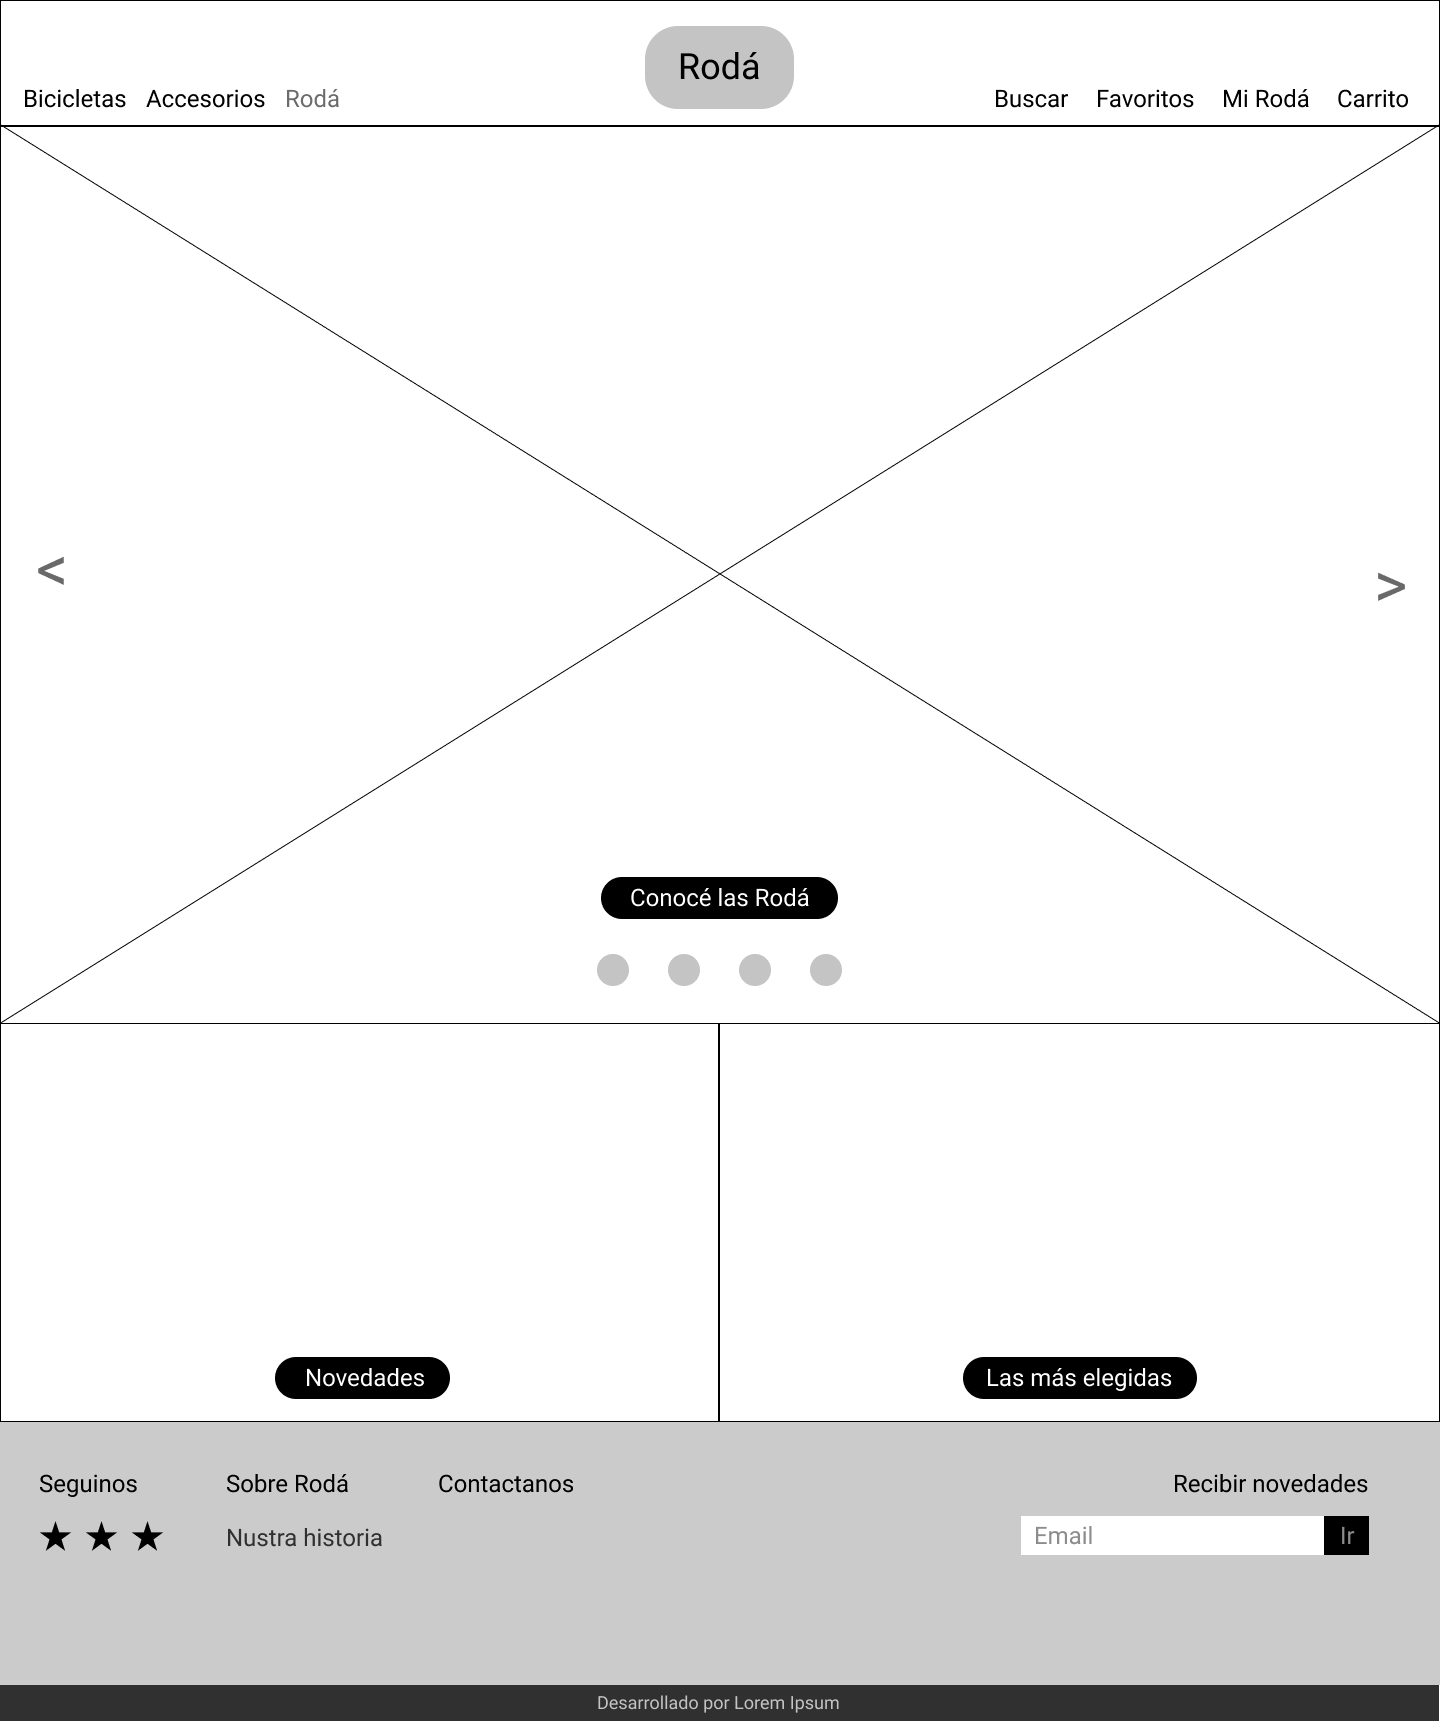 Rodá
Bicicletas Accesorios Rodá Buscar Favoritos Mi Rodá Carrito
< >
Conocé las Rodá
Novedades Las más elegidas
Seguinos Sobre Rodá Contactanos Recibir novedades
★ ★ ★ Nustra historia Email Ir
Desarrollado por Lorem Ipsum